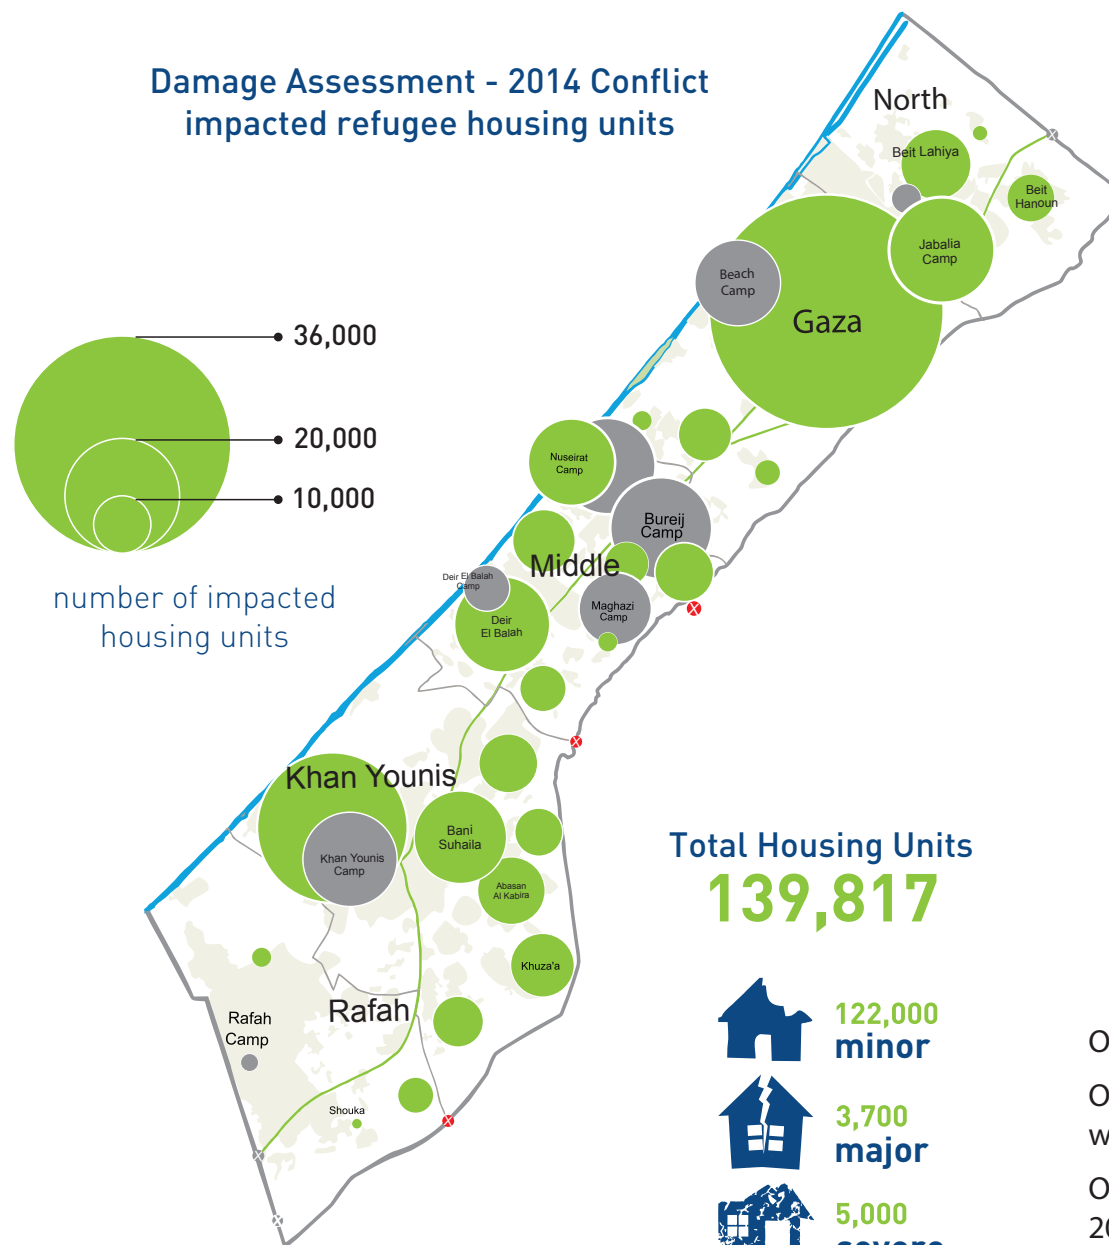 Damage Assessment - 2014 Conflict
impacted refugee housing units
North
Beit Lahiya
Beit
Hanoun
Jabalia
Camp
Beach
Camp
Gaza
36,000
20,000
10,000
number of impacted
housing units
Nuseirat
Camp
Bureij
Camp
Middle
Deir El Balah
Camp
Maghazi
Camp
Deir
El Balah
Khan Younis
Bani
Suhaila
Khan Younis
Camp
Abasan
Al Kabira
Khuza'a
Rafah
Rafah
Camp
Shouka
Total Housing Units
139,817
122,000
minor
3,700
major
5,000
severe
O
O
w
O
20